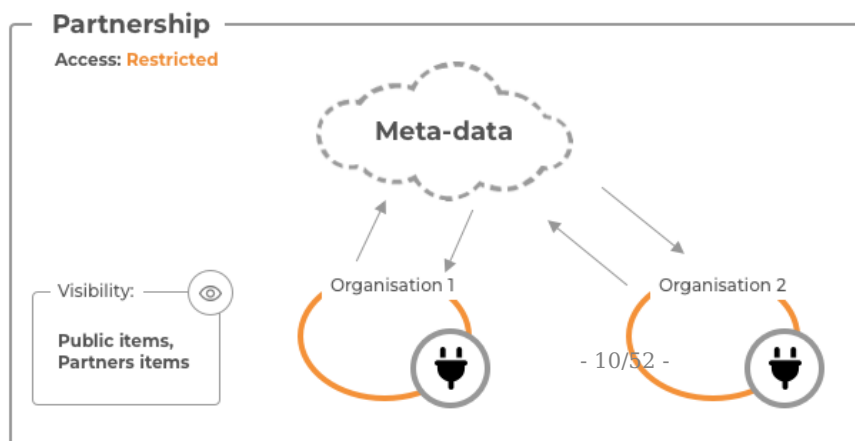 Partnership
Access: Restricted
Meta-data
Organisation 1
Organisation 2
Visibility:
Public items,
Partners items
- 10/52 -